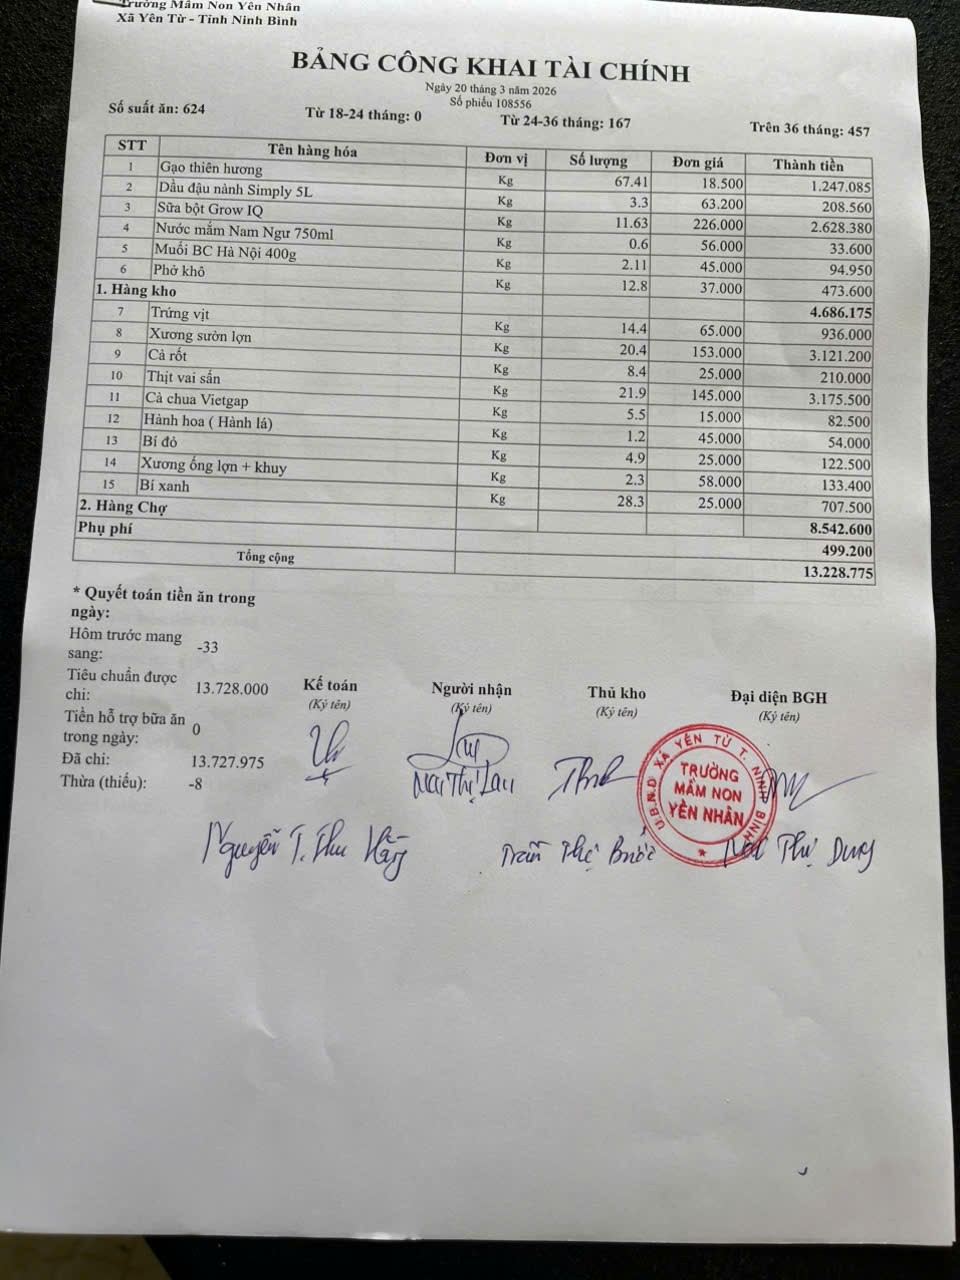 Trường Mầm Non Yên Nhân
Xã Yên Từ - Tỉnh Ninh Bình
BẢNG CÔNG KHAI TÀI CHÍNH
Ngày 20 tháng 3 năm 2026
Số phiếu 108556
Số suất ăn: 624 Từ 18-24 tháng: 0 Từ 24-36 tháng: 167 Trên 36 tháng: 457
STT Tên hàng hóa Đơn vị Số lượng Đơn giá Thành tiền
1 Gạo thiên hương Kg 67.41 18.500 1.247.085
2 Dầu đậu nành Simply 5L Kg 3.3 63.200 208.560
3 Sữa bột Grow IQ Kg 11.63 226.000 2.628.380
4 Nước mắm Nam Ngư 750ml Kg 0.6 56.000 33.600
5 Muối BC Hà Nội 400g Kg 2.11 45.000 94.950
6 Phở khô Kg 12.8 37.000 473.600
1. Hàng kho 4.686.175
7 Trứng vịt Kg 14.4 65.000 936.000
8 Xương sườn lợn Kg 20.4 153.000 3.121.200
9 Cà rốt Kg 8.4 25.000 210.000
10 Thịt vai sấn Kg 21.9 145.000 3.175.500
11 Cà chua Vietgap Kg 5.5 15.000 82.500
12 Hành hoa ( Hành lá) Kg 1.2 45.000 54.000
13 Bí đỏ Kg 4.9 25.000 122.500
14 Xương ống lợn + khuy Kg 2.3 58.000 133.400
15 Bí xanh Kg 28.3 25.000 707.500
2. Hàng Chợ 8.542.600
Phụ phí 499.200
Tổng cộng 13.228.775
* Quyết toán tiền ăn trong
ngày:
Hôm trước mang
sang: -33
Tiêu chuẩn được
chi: 13.728.000
Tiền hỗ trợ bữa ăn
trong ngày: 0
Đã chi: 13.727.975
Thừa (thiếu): -8
Kế toán Người nhận Thủ kho Đại diện BGH
(Ký tên) (Ký tên) (Ký tên) (Ký tên)
U.B.N.D XÃ YÊN TỪ T. NINH BÌNH
TRƯỜNG
MẦM NON
YÊN NHÂN
Mai Thị Lan
Nguyễn T. Thu Hằng Trần Thị Bước Thị Dung